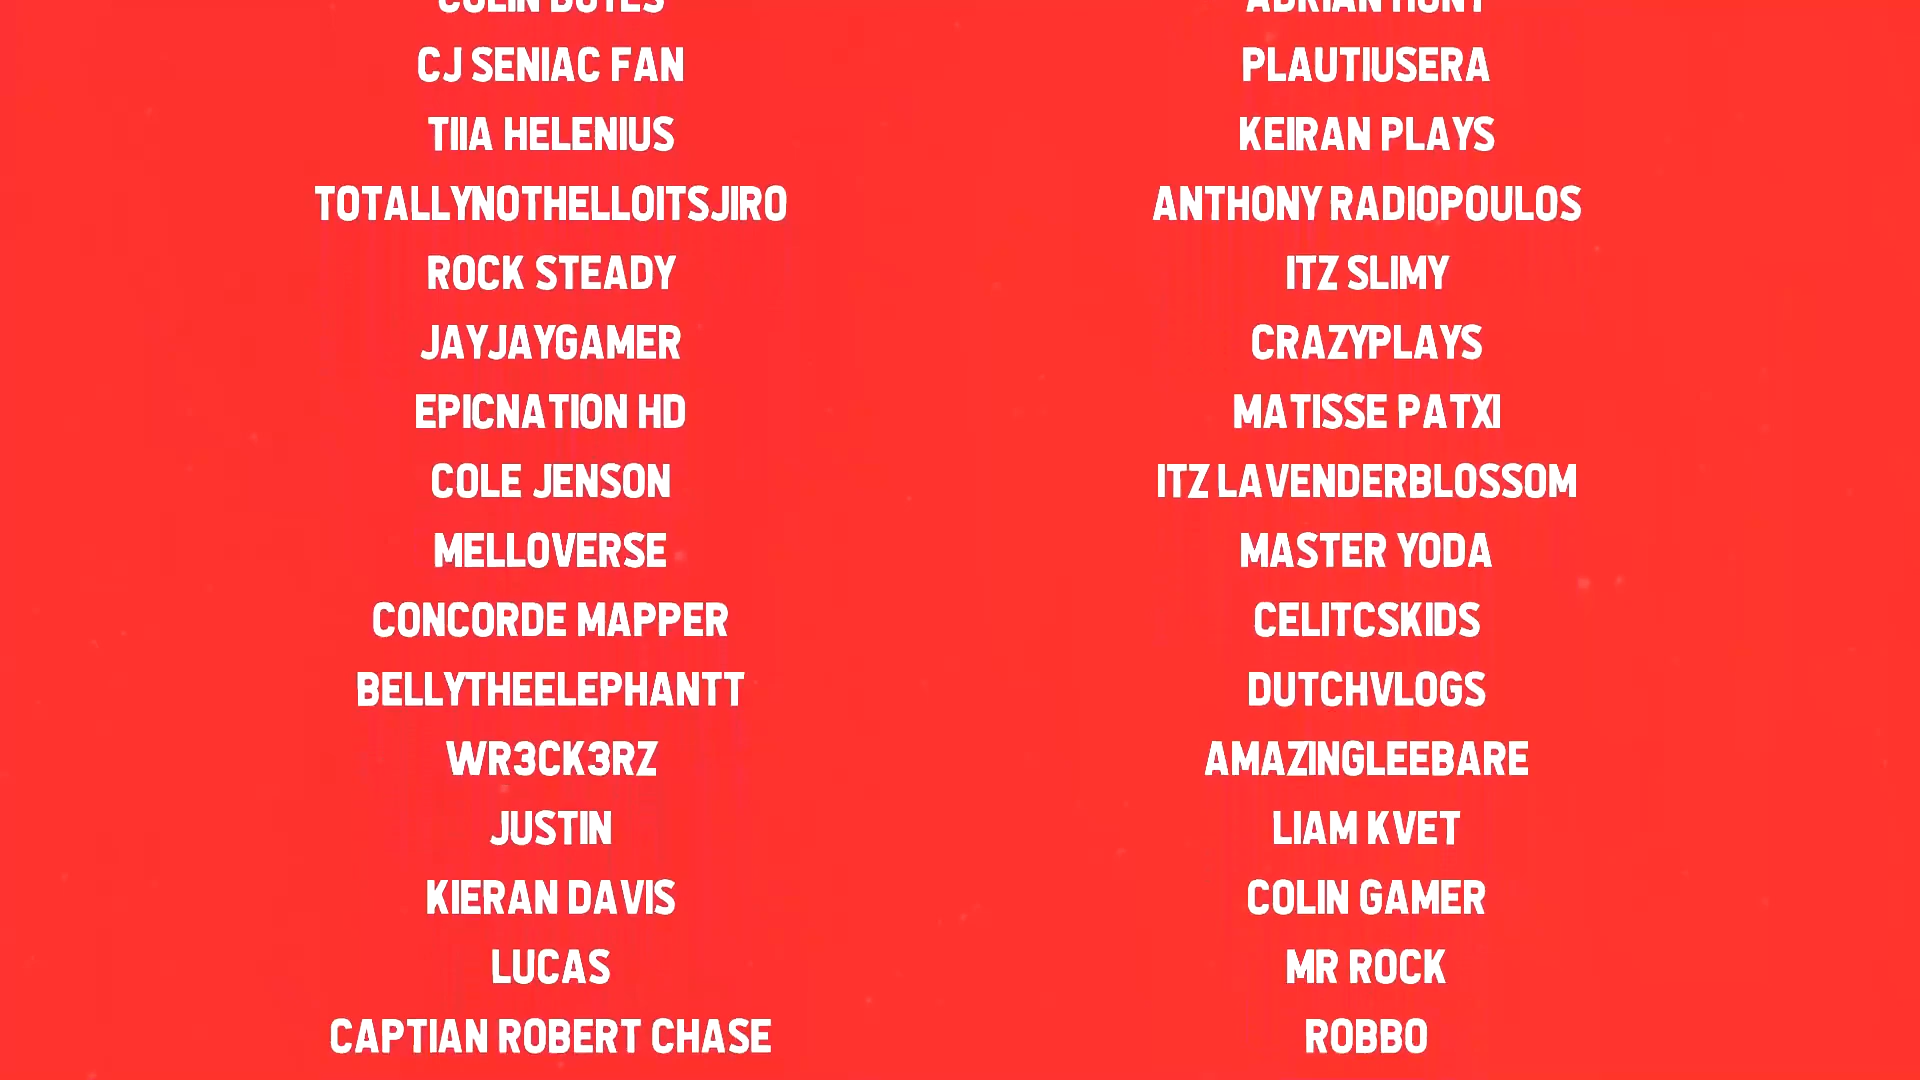 CJ SENIAC FAN
TIIA HELENIUS
TOTALLYNOTHELLOITSJIRO
ROCK STEADY
JAYJAYGAMER
EPICNATION HD
COLE JENSON
MELLOVERSE
CONCORDE MAPPER
BELLYTHEELEPHANTT
WR3CK3RZ
JUSTIN
KIERAN DAVIS
LUCAS
CAPTIAN ROBERT CHASE
ADRIAN HUNT
PLAUTIUSERA
KEIRAN PLAYS
ANTHONY RADIOPOULOS
ITZ SLIMY
CRAZYPLAYS
MATISSE PATXI
ITZ LAVENDERBLOSSOM
MASTER YODA
CELITCSKIDS
DUTCHVLOGS
AMAZINGLEEBARE
LIAM KVET
COLIN GAMER
MR ROCK
ROBBO